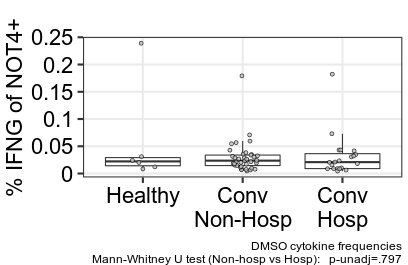 % IFNG of NOT4+
0.25
0.2
0.15
0.1
0.05
0
Healthy
Conv
Non-Hosp
Conv
Hosp
DMSO cytokine frequencies
Mann-Whitney U test (Non-hosp vs Hosp): p-unadj=.797